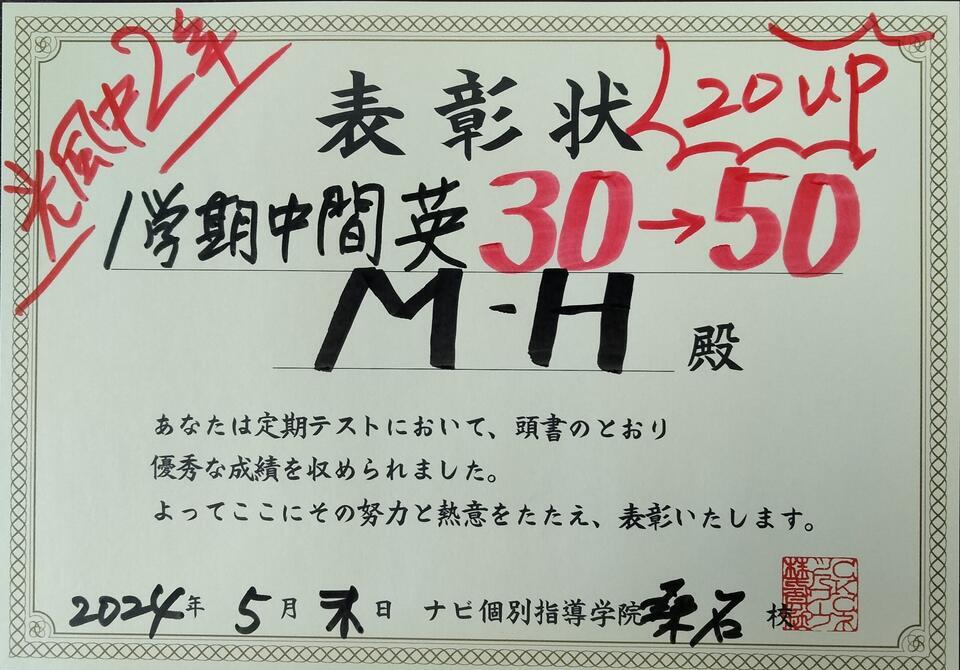 光風中2年
表彰状
20UP
1学期中間英 30→50
M-H 殿
あなたは定期テストにおいて、頭書のとおり
優秀な成績を収められました。
よってここにその努力と熱意をたたえ、表彰いたします。
2024年 5月末日 ナビ個別指導学院桑名校